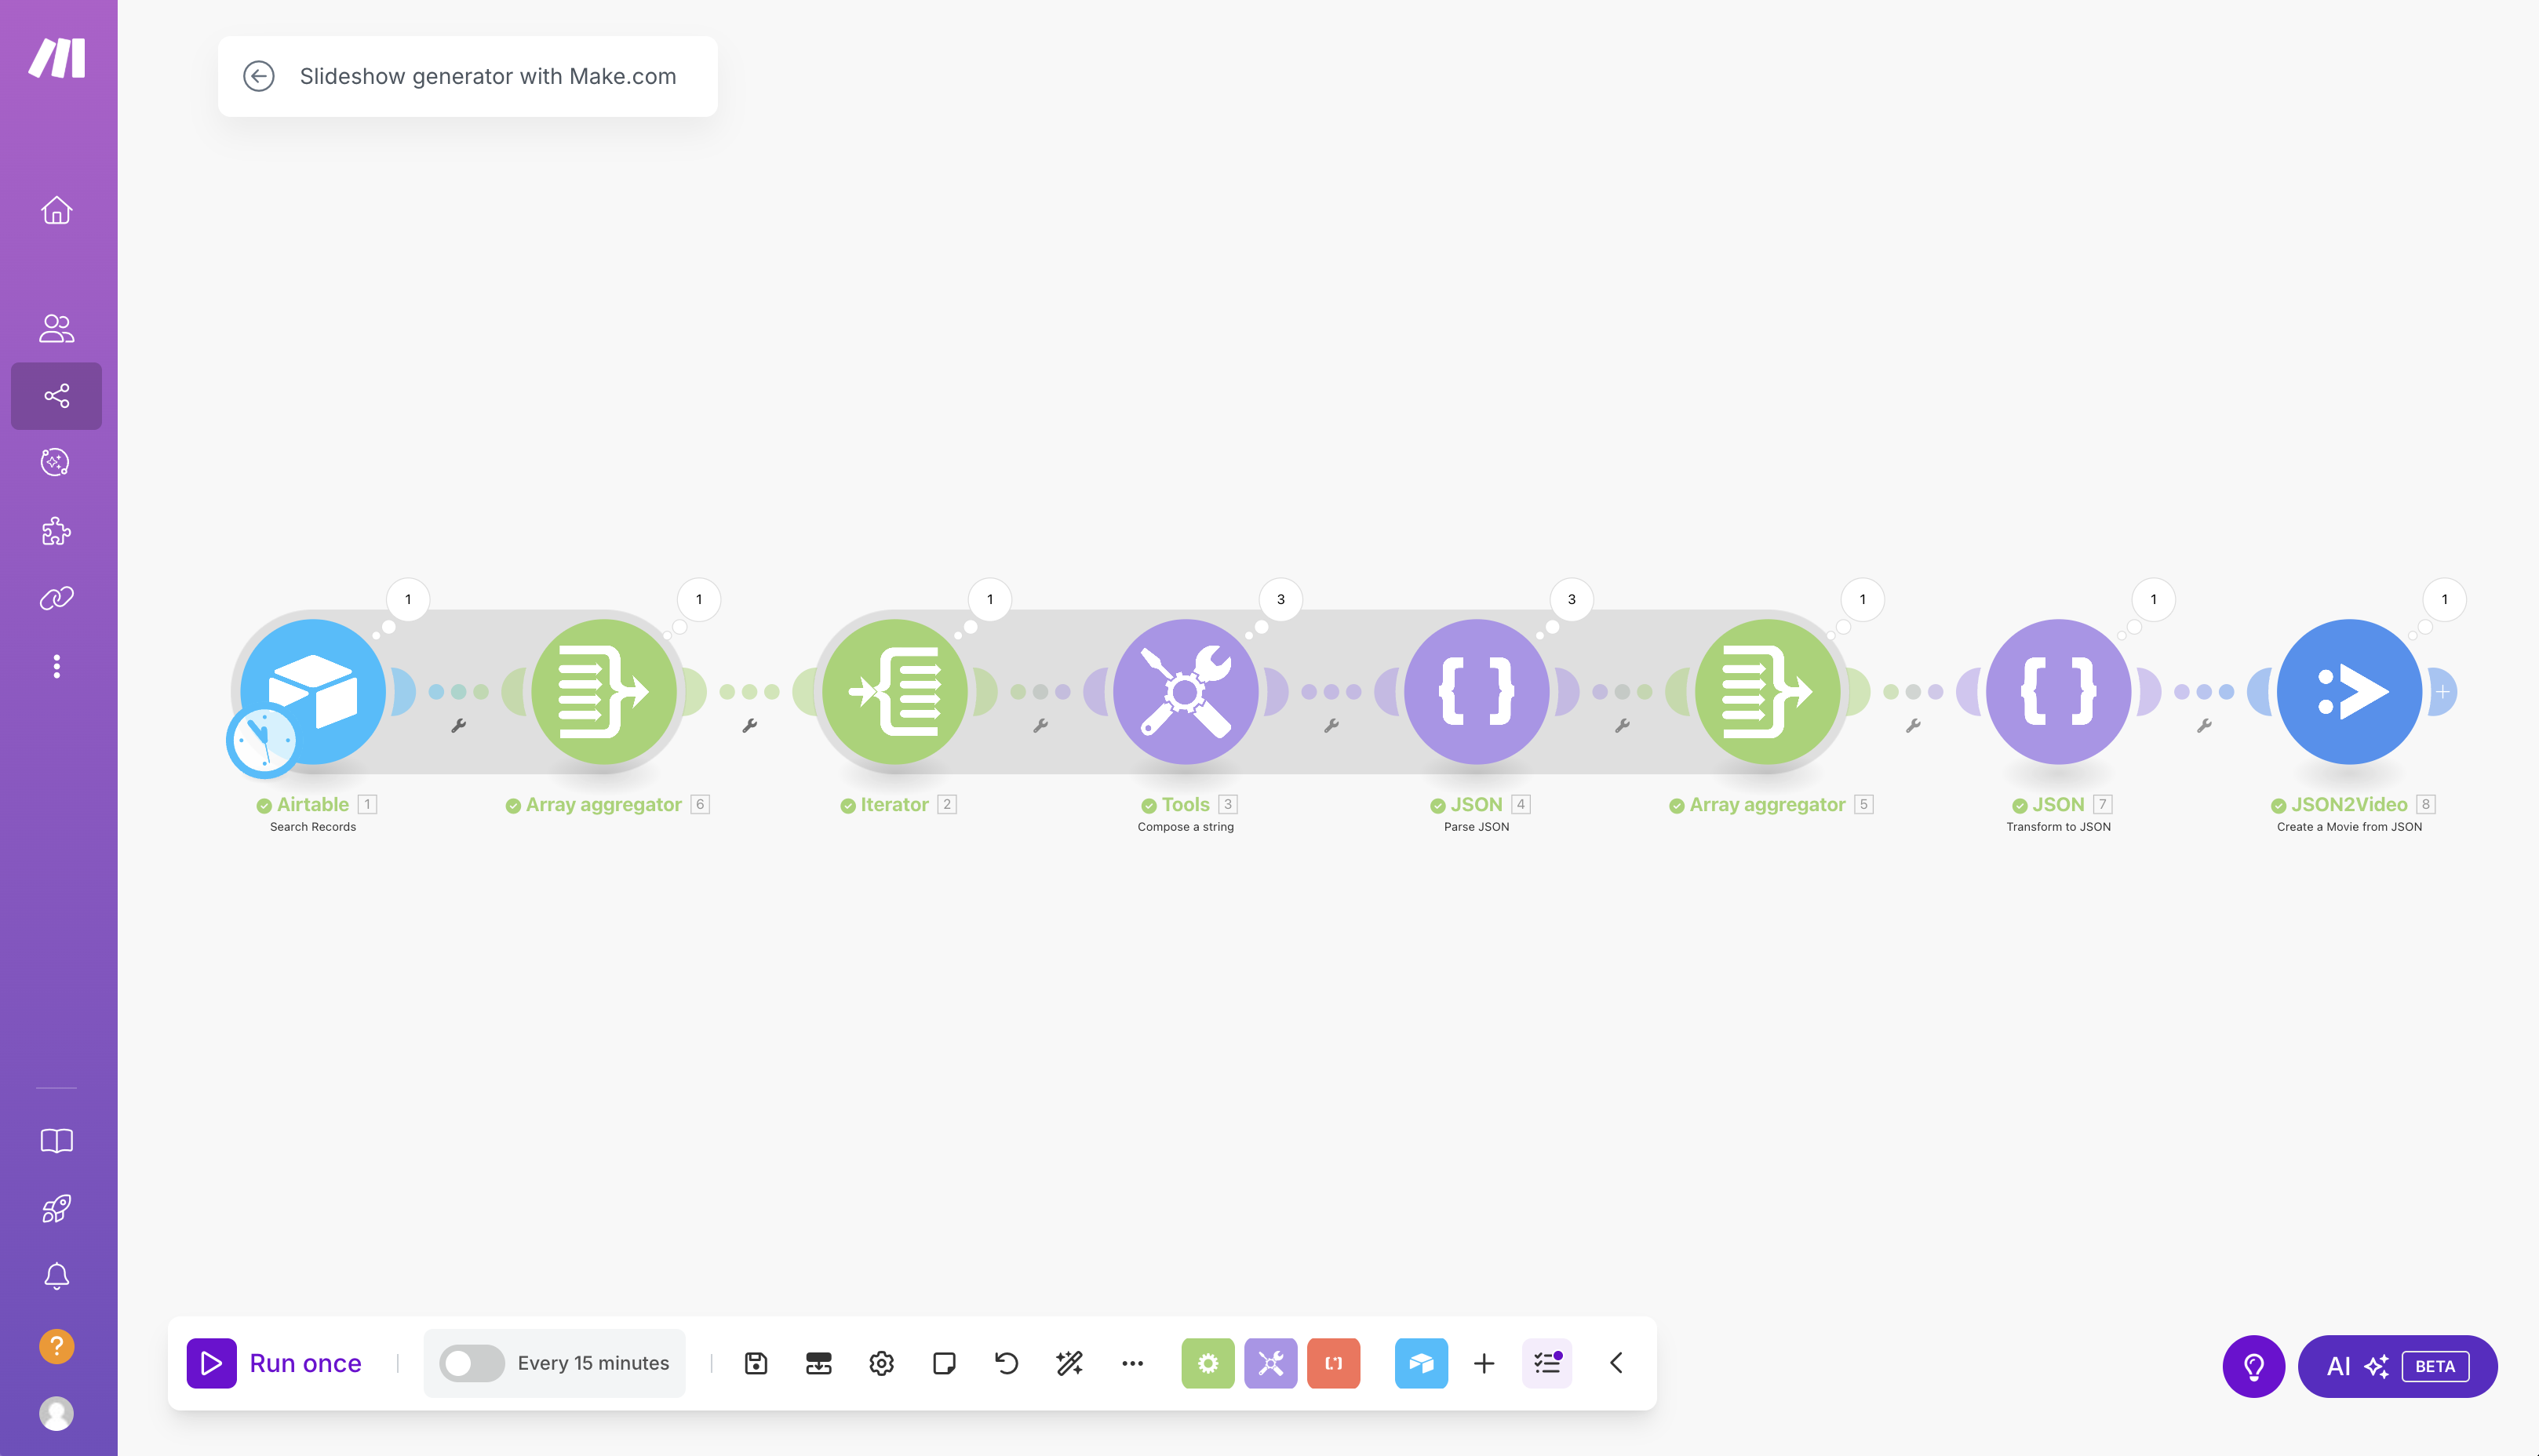 Slideshow generator with Make.com
1
1
1
3
3
1
1
1
Airtable 1
Search Records
Array aggregator 6
Iterator 2
Tools 3
Compose a string
JSON 4
Parse JSON
Array aggregator 5
JSON 7
Transform to JSON
JSON2Video 8
Create a Movie from JSON
?
Run once
Every 15 minutes
AI BETA